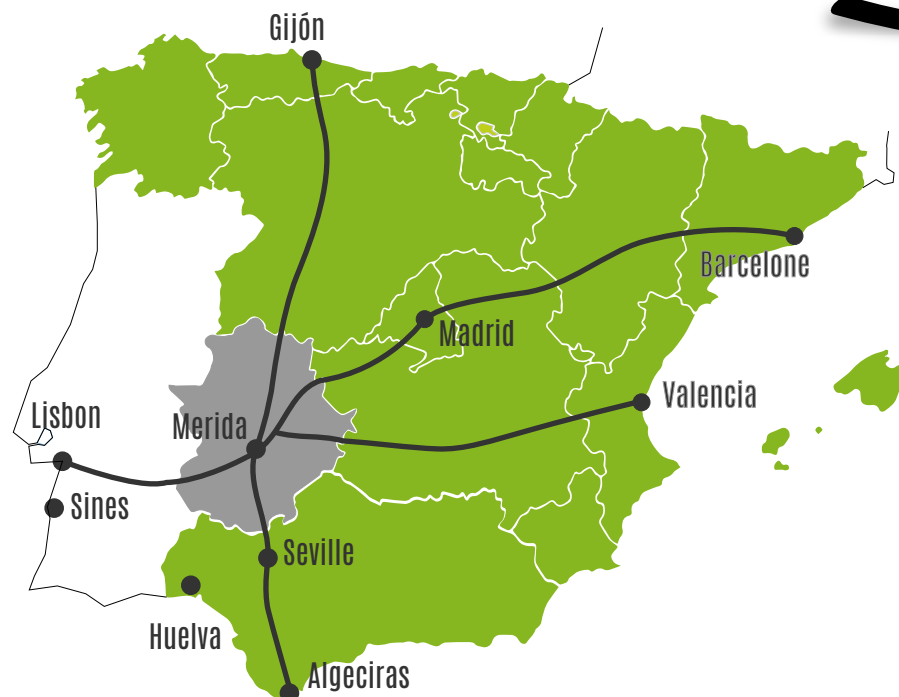 Gijón
Barcelone
Madrid
Valencia
Lisbon
Merida
Sines
Seville
Huelva
Algeciras